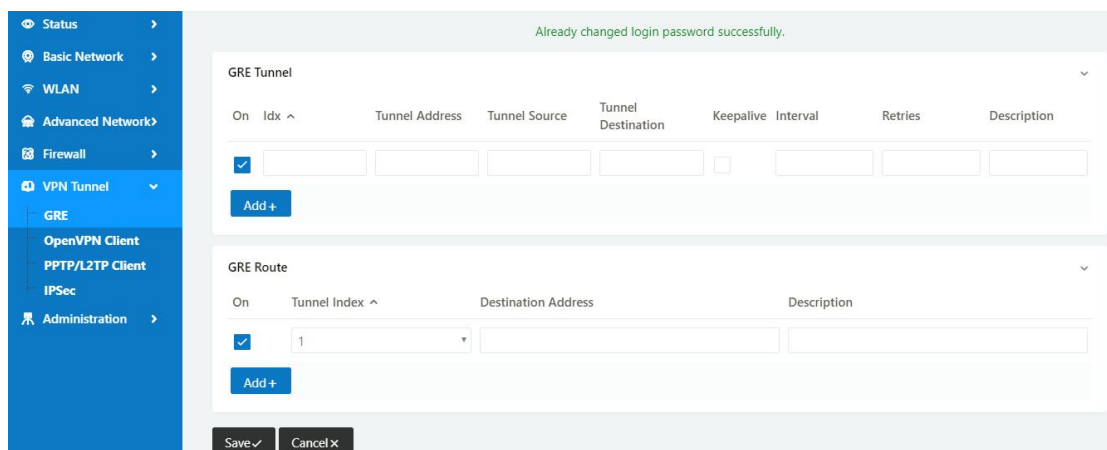 Status
Basic Network
WLAN
Advanced Network
Firewall
VPN Tunnel
GRE
OpenVPN Client
PPTP/L2TP Client
IPSec
Administration
Already changed login password successfully.
GRE Tunnel
On Idx Tunnel Address Tunnel Source Tunnel Destination Keepalive Interval Retries Description
Add +
GRE Route
On Tunnel Index Destination Address Description
1
Add +
Save Cancel